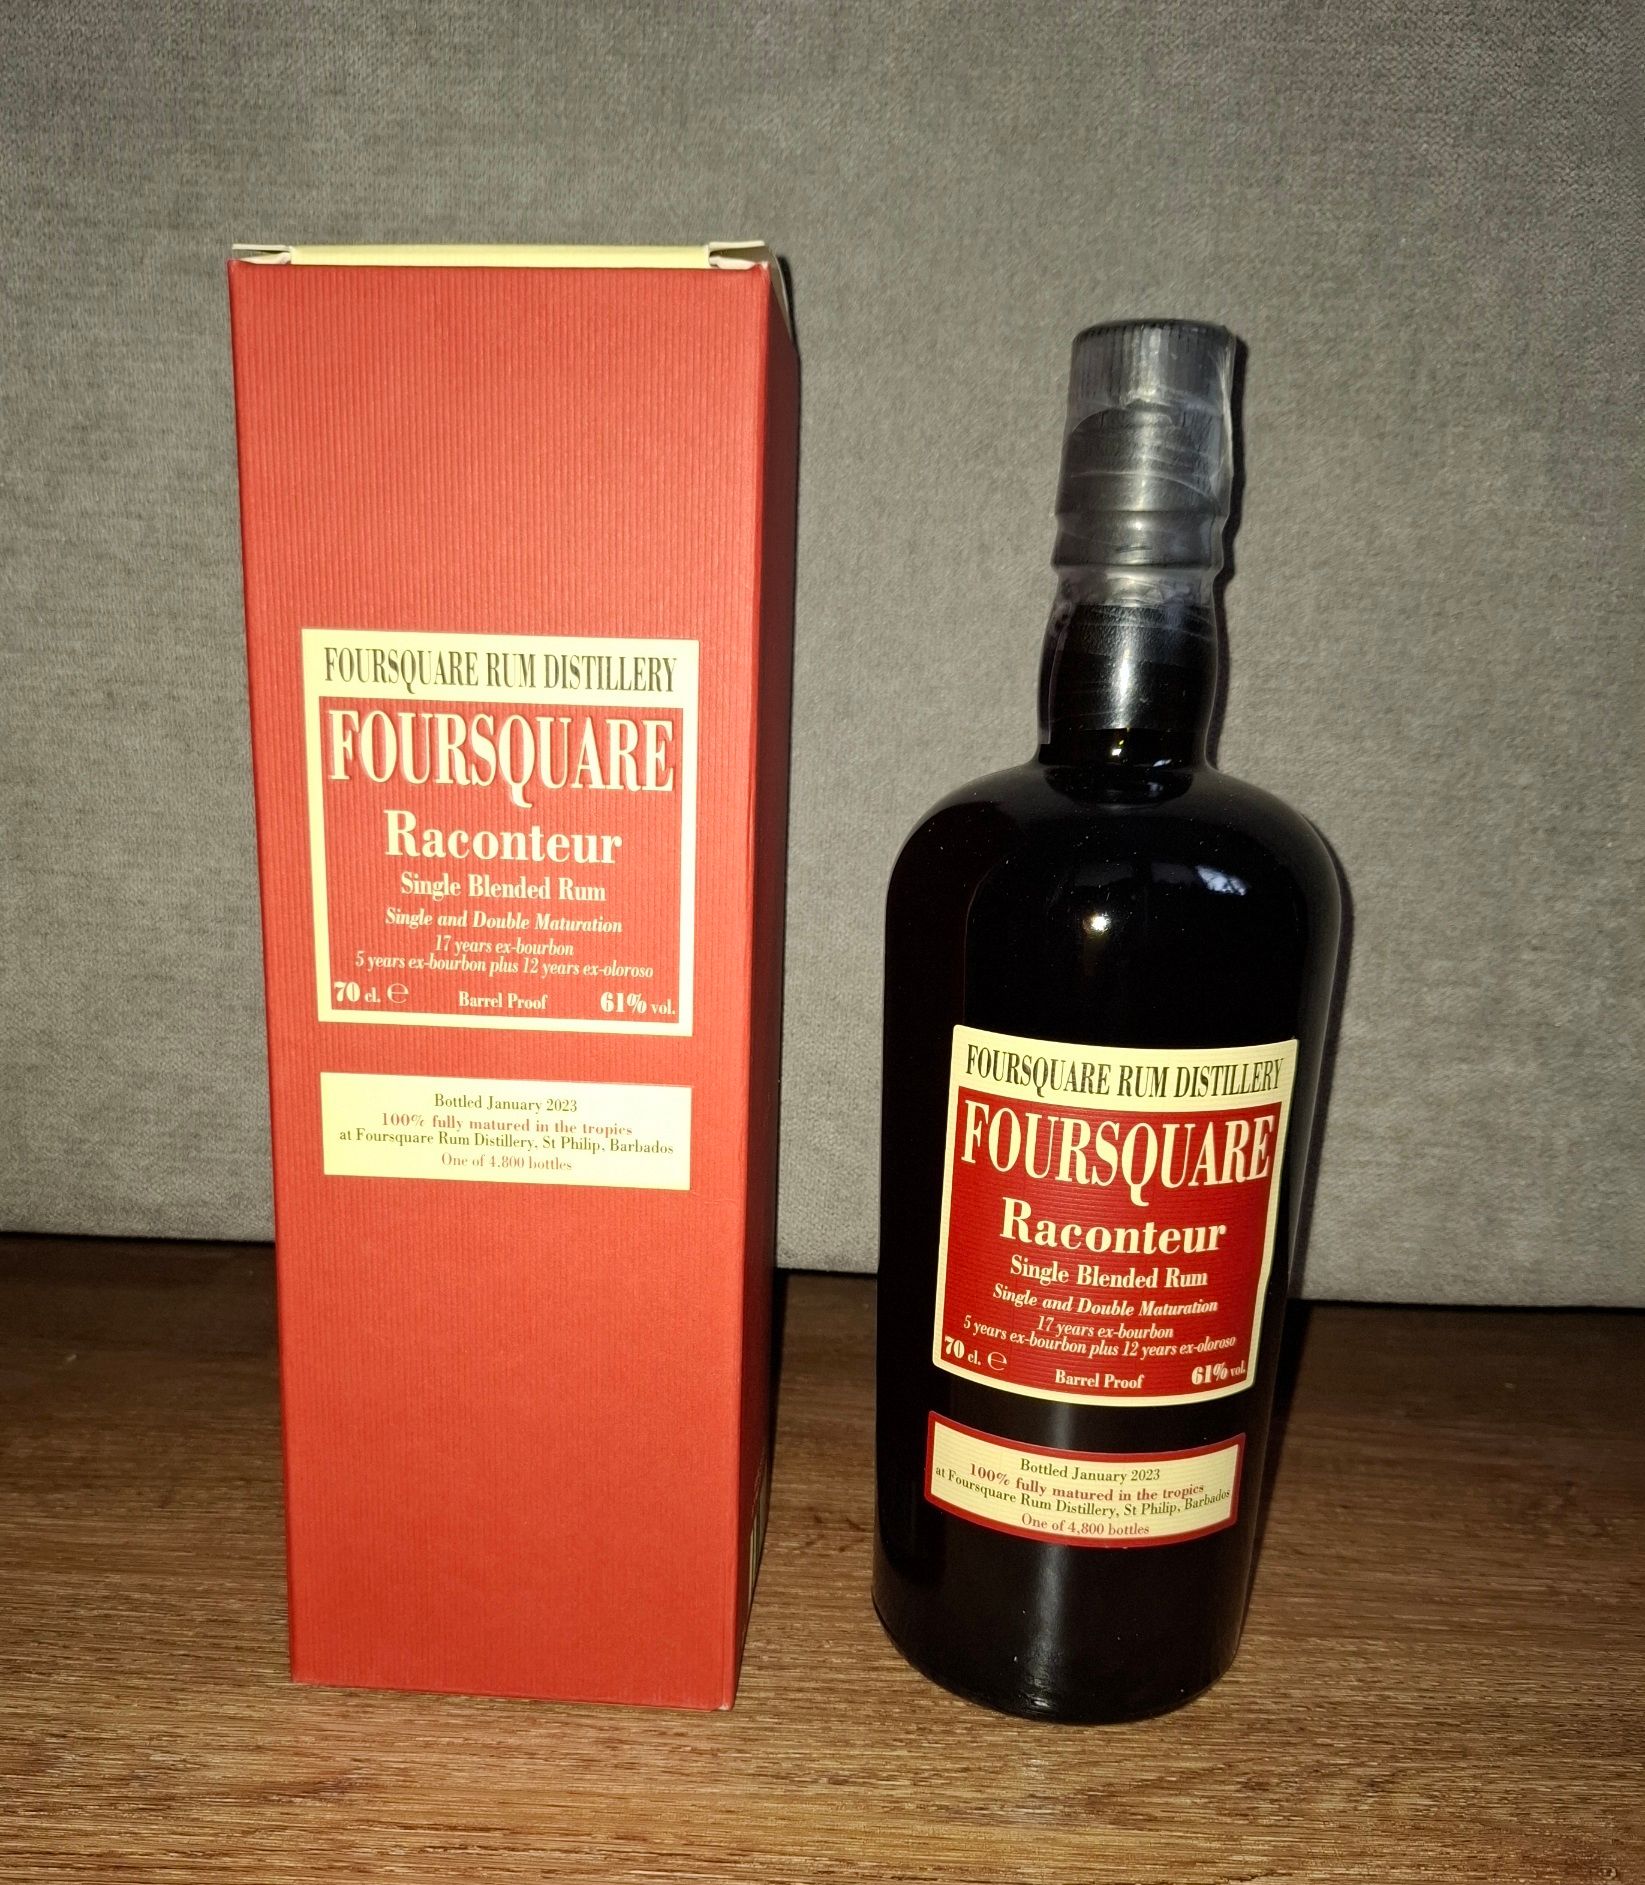 FOURSQUARE RUM DISTILLERY
FOURSQUARE
Raconteur
Single Blended Rum
Single and Double Maturation
17 years ex-bourbon
5 years ex-bourbon plus 12 years ex-oloroso
70 cl. ℮ Barrel Proof 61% vol.
Bottled January 2023
100% fully matured in the tropics
at Foursquare Rum Distillery, St Philip, Barbados
One of 4.800 bottles
FOURSQUARE RUM DISTILLERY
FOURSQUARE
Raconteur
Single Blended Rum
Single and Double Maturation
17 years ex-bourbon
5 years ex-bourbon plus 12 years ex-oloroso
70 cl. ℮ Barrel Proof 61% vol.
Bottled January 2023
100% fully matured in the tropics
at Foursquare Rum Distillery, St Philip, Barbados
One of 4,800 bottles